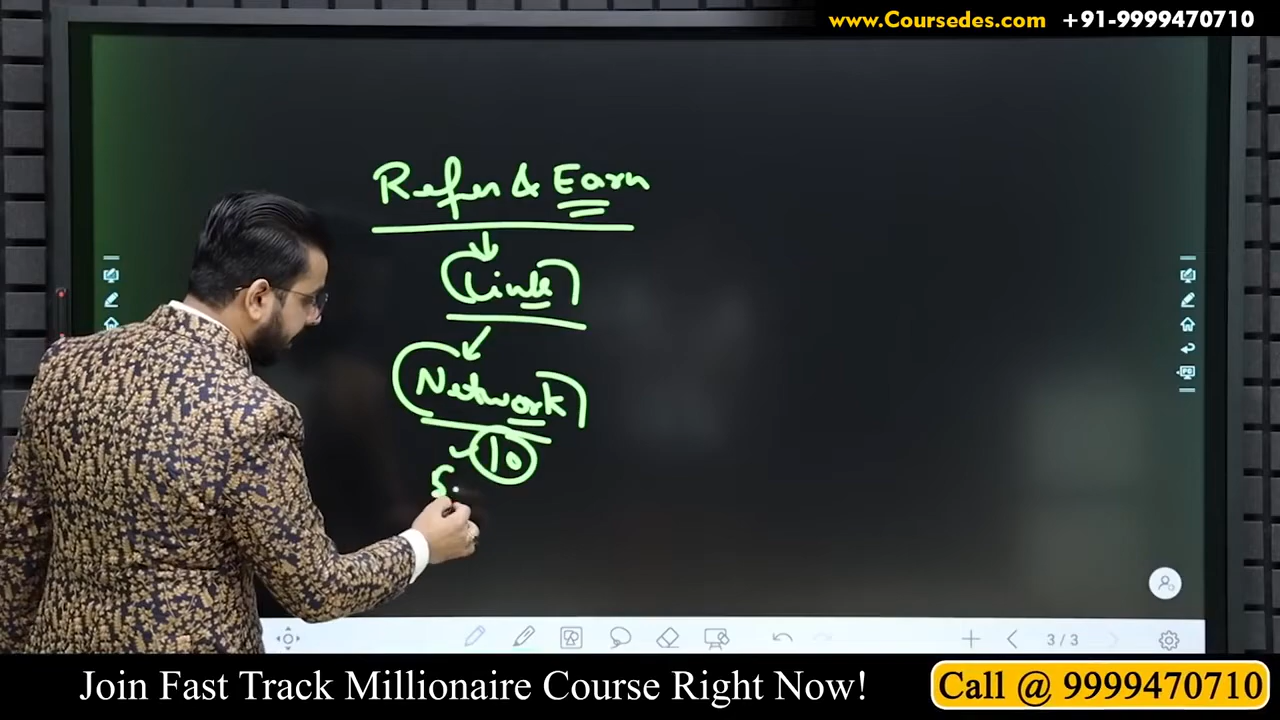 www.Coursedes.com +91-9999470710
Refer & Earn
Link
Network
10
5
3/3
Join Fast Track Millionaire Course Right Now!
Call @ 9999470710